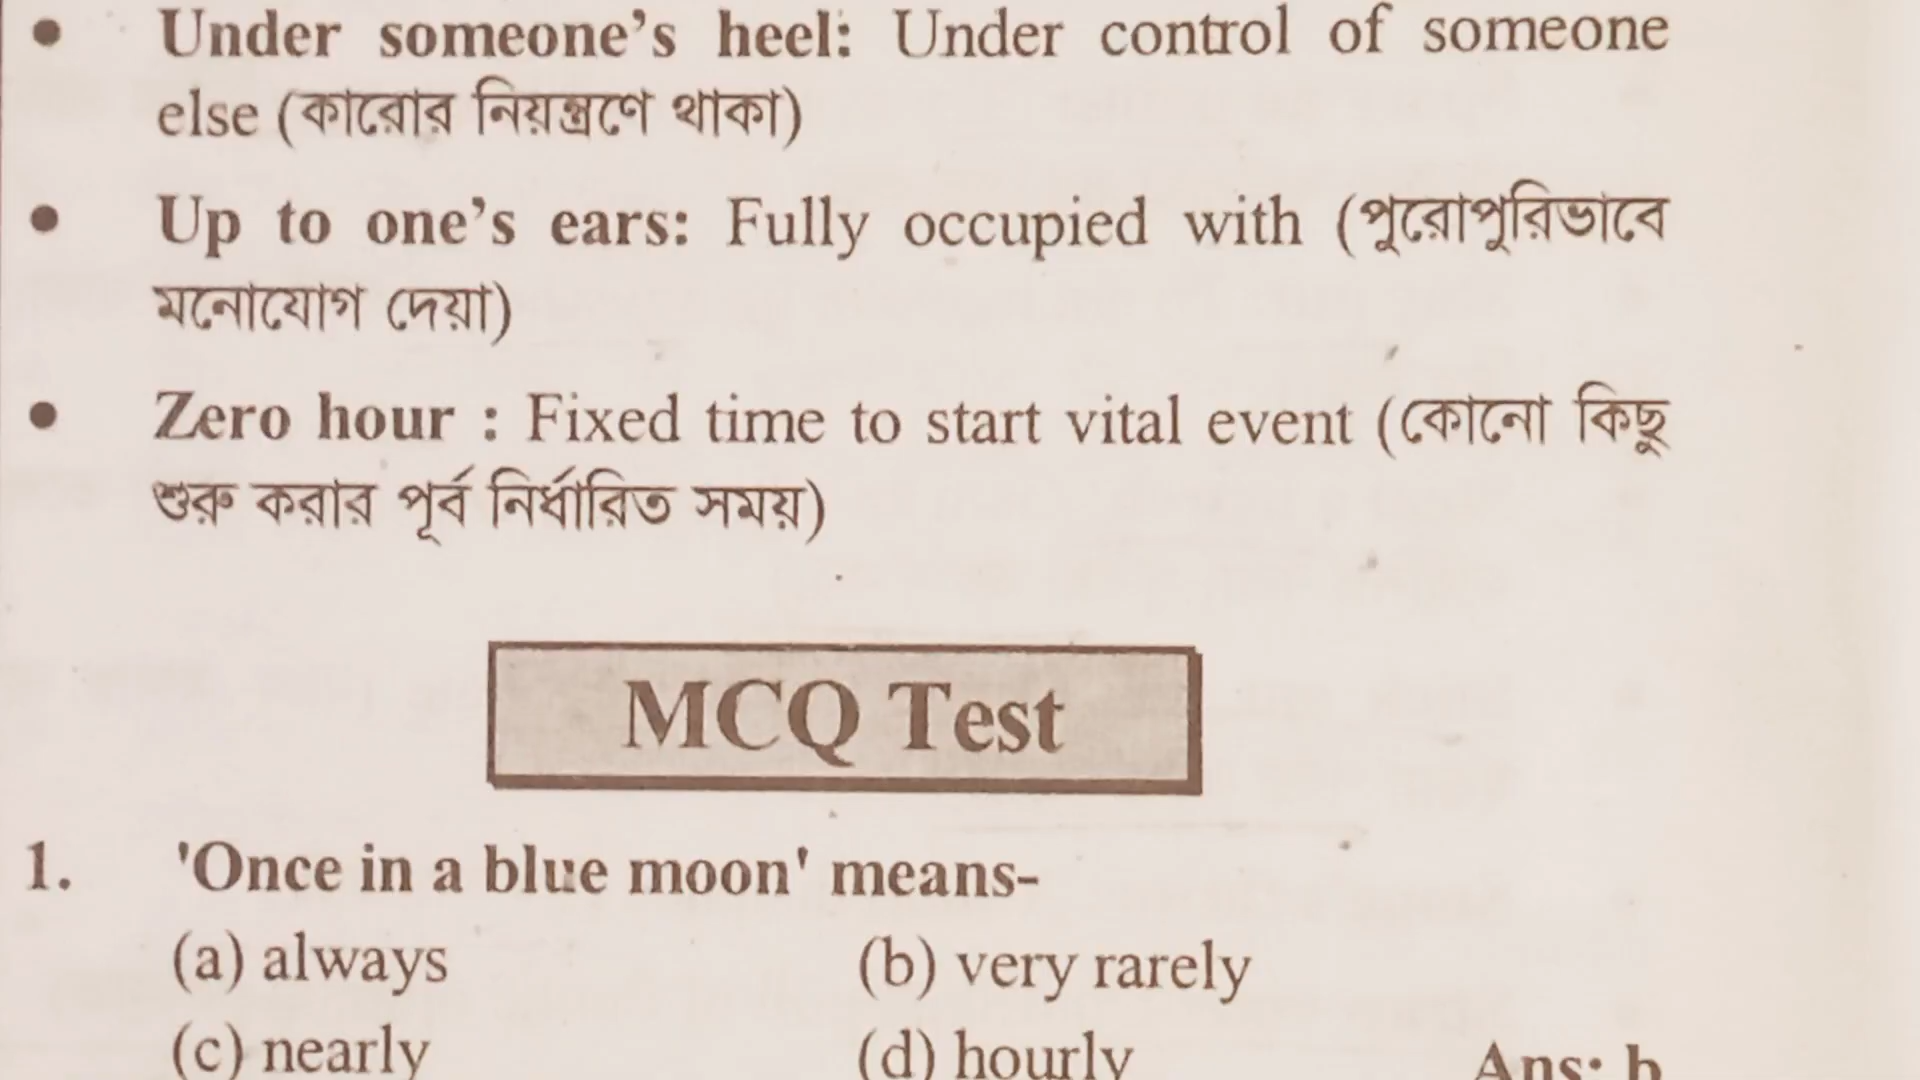 • Under someone's heel: Under control of someone
else (কারোর নিয়ন্ত্রণে থাকা)
• Up to one's ears: Fully occupied with (পুরোপুরিভাবে
মনোযোগ দেয়া)
• Zero hour : Fixed time to start vital event (কোনো কিছু
শুরু করার পূর্ব নির্ধারিত সময়)
MCQ Test
1. 'Once in a blue moon' means-
(a) always (b) very rarely
(c) nearly (d) hourly Ans: b